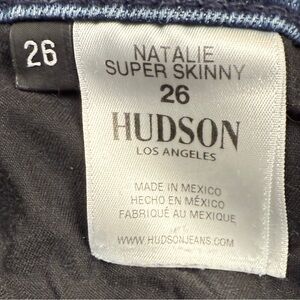 26
NATALIE
SUPER SKINNY
26
HUDSON
LOS ANGELES
MADE IN MEXICO
HECHO EN MÉXICO
FABRIQUÉ AU MEXIQUE
WWW.HUDSONJEANS.COM